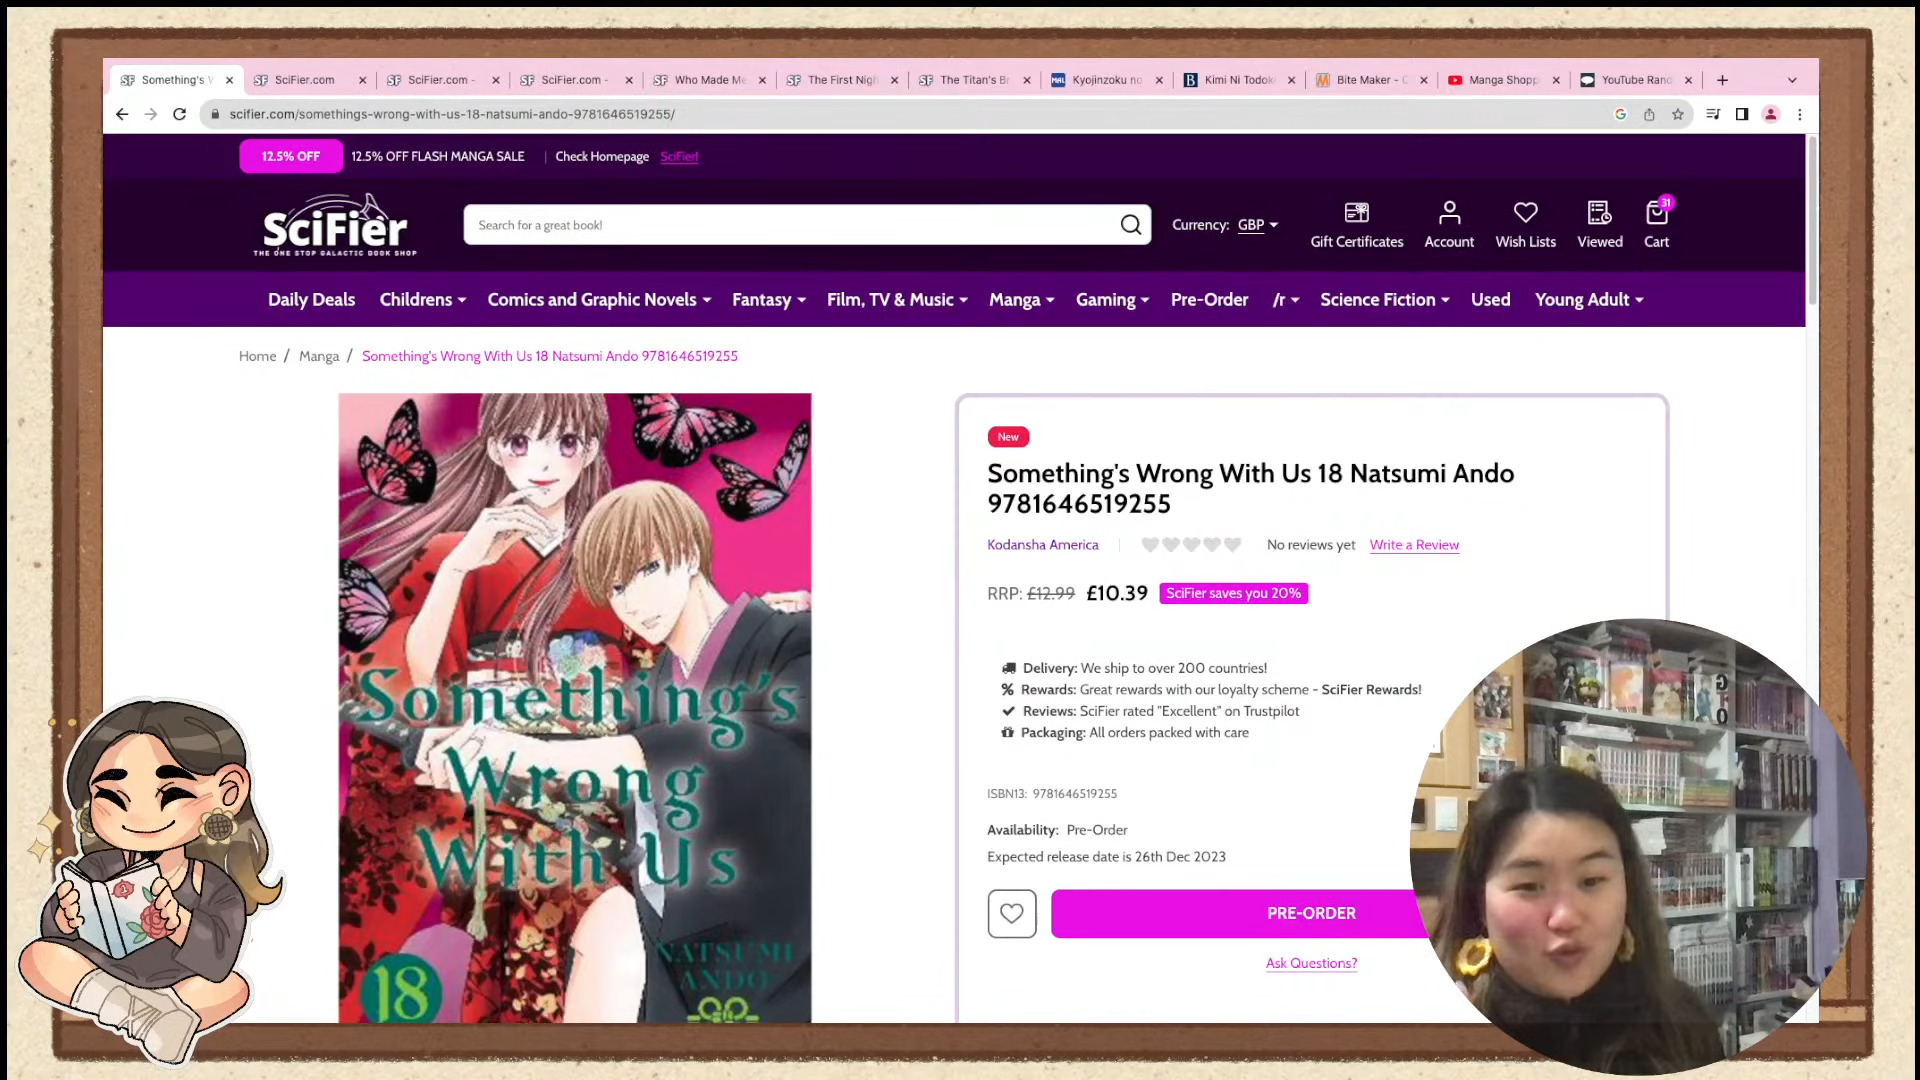 Something's W
SciFier.com
SciFier.com -
SciFier.com -
Who Made Me
The First Nigh
The Titan's Br
MAL
Kyojinzoku no
B
Kimi Ni Todok
Bite Maker - C
Manga Shopp
YouTube Rand
scifier.com/somethings-wrong-with-us-18-natsumi-ando-9781646519255/
12.5% OFF
12.5% OFF FLASH MANGA SALE
Check Homepage
SciFier!
SciFier
THE ONE STOP GALACTIC BOOK SHOP
Search for a great book!
Currency: GBP
Gift Certificates
Account
Wish Lists
Viewed
31
Cart
Daily Deals
Childrens
Comics and Graphic Novels
Fantasy
Film, TV & Music
Manga
Gaming
Pre-Order
/r
Science Fiction
Used
Young Adult
Home / Manga / Something's Wrong With Us 18 Natsumi Ando 9781646519255
Something's
Wrong
With Us
NATSUMI
ANDO
18
New
Something's Wrong With Us 18 Natsumi Ando
9781646519255
Kodansha America
No reviews yet
Write a Review
RRP: £12.99 £10.39 SciFier saves you 20%
Delivery: We ship to over 200 countries!
Rewards: Great rewards with our loyalty scheme - SciFier Rewards!
Reviews: SciFier rated "Excellent" on Trustpilot
Packaging: All orders packed with care
ISBN13: 9781646519255
Availability: Pre-Order
Expected release date is 26th Dec 2023
PRE-ORDER
Ask Questions?